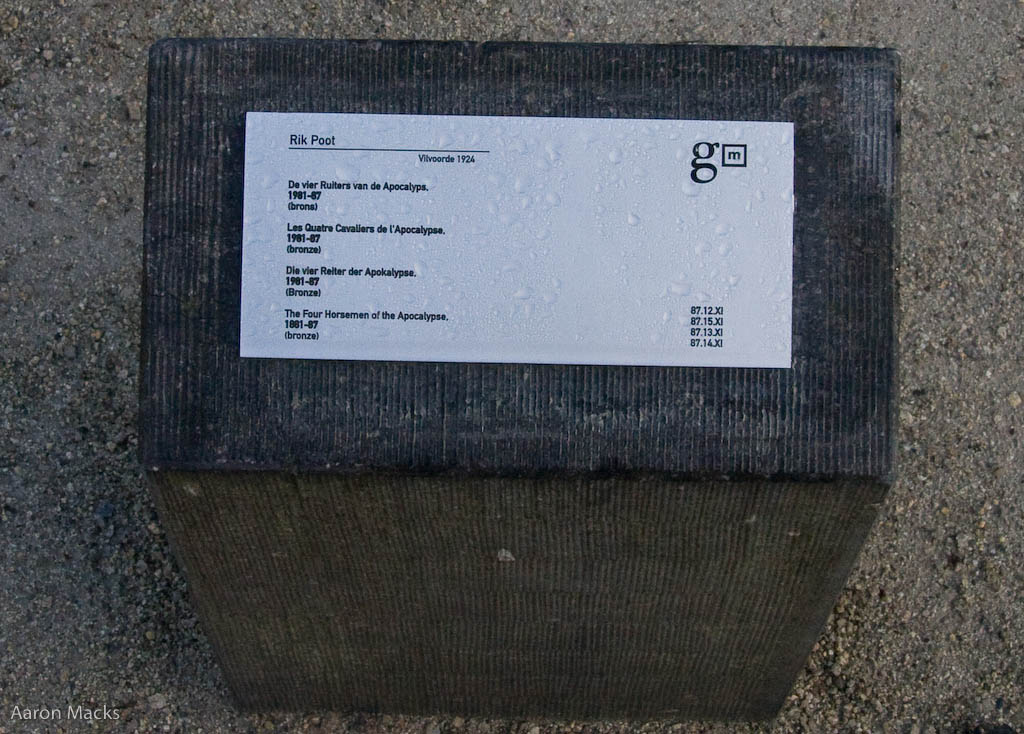 Rik Poot
Vilvoorde 1924
g m
De vier Ruiters van de Apocalyps.
1981-87
(brons)
Les Quatre Cavaliers de l'Apocalypse.
1981-87
(bronze)
Die vier Reiter der Apokalypse.
1981-87
(Bronze)
The Four Horsemen of the Apocalypse.
1881-87
(bronze)
87.12.XI
87.15.XI
87.13.XI
87.14.XI
Aaron Macks